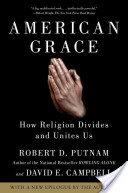 AMERICAN
GRACE
How Religion Divides
and Unites Us
ROBERT D. PUTNAM
Author of the National Bestseller BOWLING ALONE
AND DAVID E. CAMPBELL
WITH A NEW EPILOGUE BY THE AUTHORS